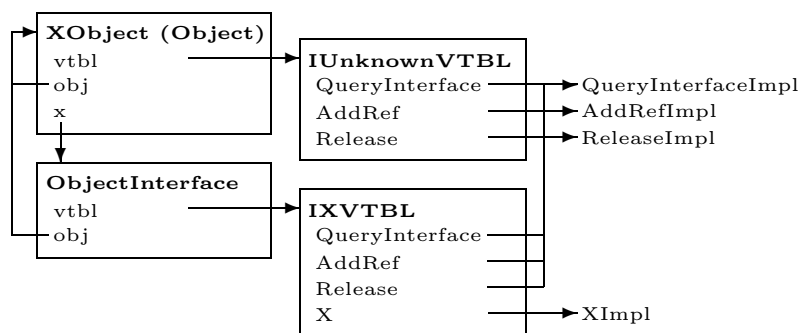 XObject (Object)
vtbl
obj
x
IUnknownVTBL
QueryInterface
AddRef
Release
QueryInterfaceImpl
AddRefImpl
ReleaseImpl
ObjectInterface
vtbl
obj
IXVTBL
QueryInterface
AddRef
Release
X
XImpl